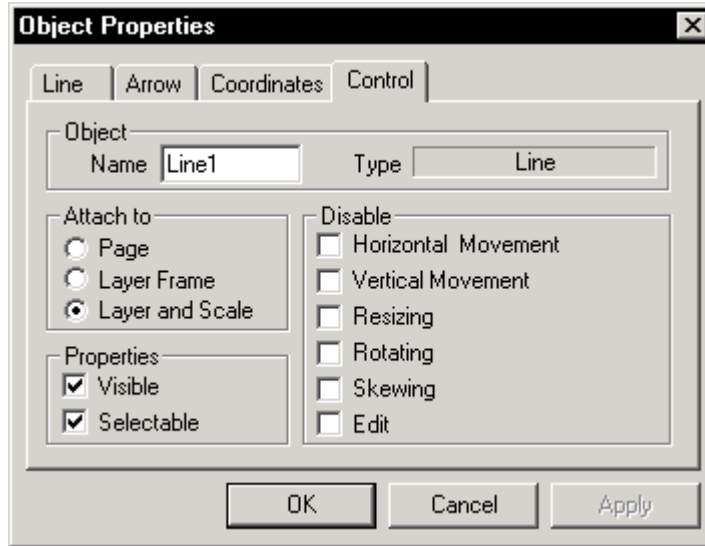 Object Properties
Line Arrow Coordinates Control
Object
Name Line1 Type Line
Attach to
Page
Layer Frame
Layer and Scale
Properties
Visible
Selectable
Disable
Horizontal Movement
Vertical Movement
Resizing
Rotating
Skewing
Edit
OK Cancel Apply